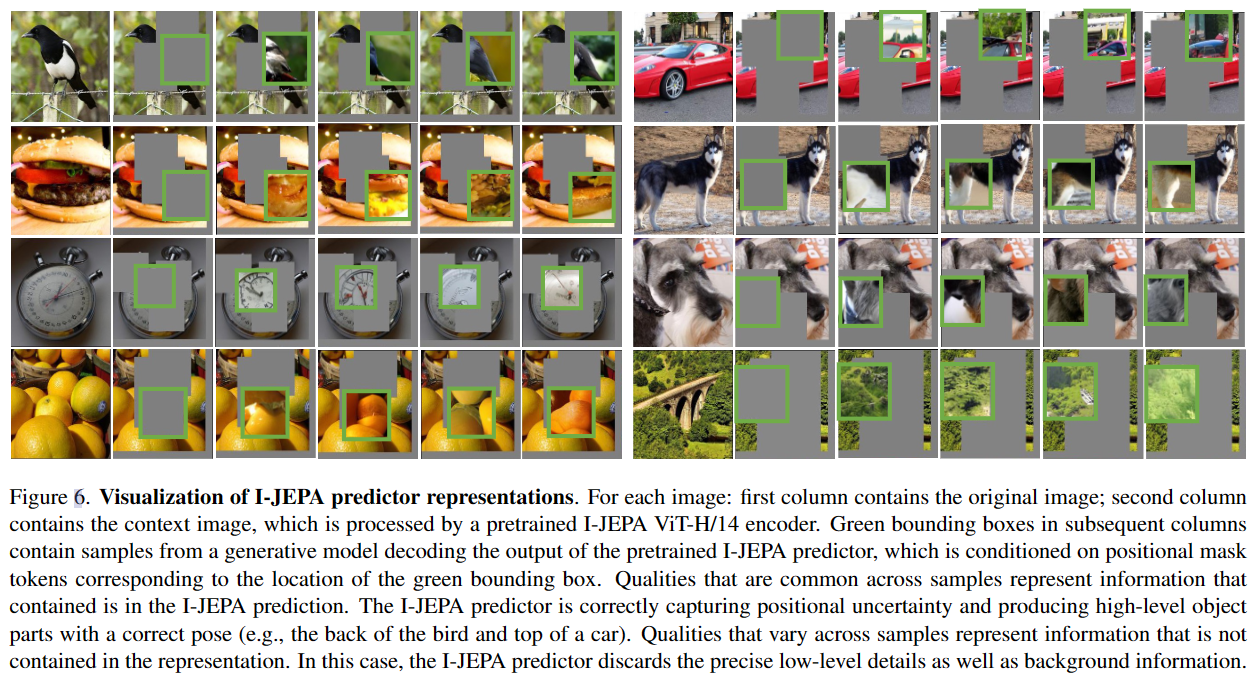 Figure 6. Visualization of I-JEPA predictor representations. For each image: first column contains the original image; second column
contains the context image, which is processed by a pretrained I-JEPA ViT-H/14 encoder. Green bounding boxes in subsequent columns
contain samples from a generative model decoding the output of the pretrained I-JEPA predictor, which is conditioned on positional mask
tokens corresponding to the location of the green bounding box. Qualities that are common across samples represent information that
contained is in the I-JEPA prediction. The I-JEPA predictor is correctly capturing positional uncertainty and producing high-level object
parts with a correct pose (e.g., the back of the bird and top of a car). Qualities that vary across samples represent information that is not
contained in the representation. In this case, the I-JEPA predictor discards the precise low-level details as well as background information.